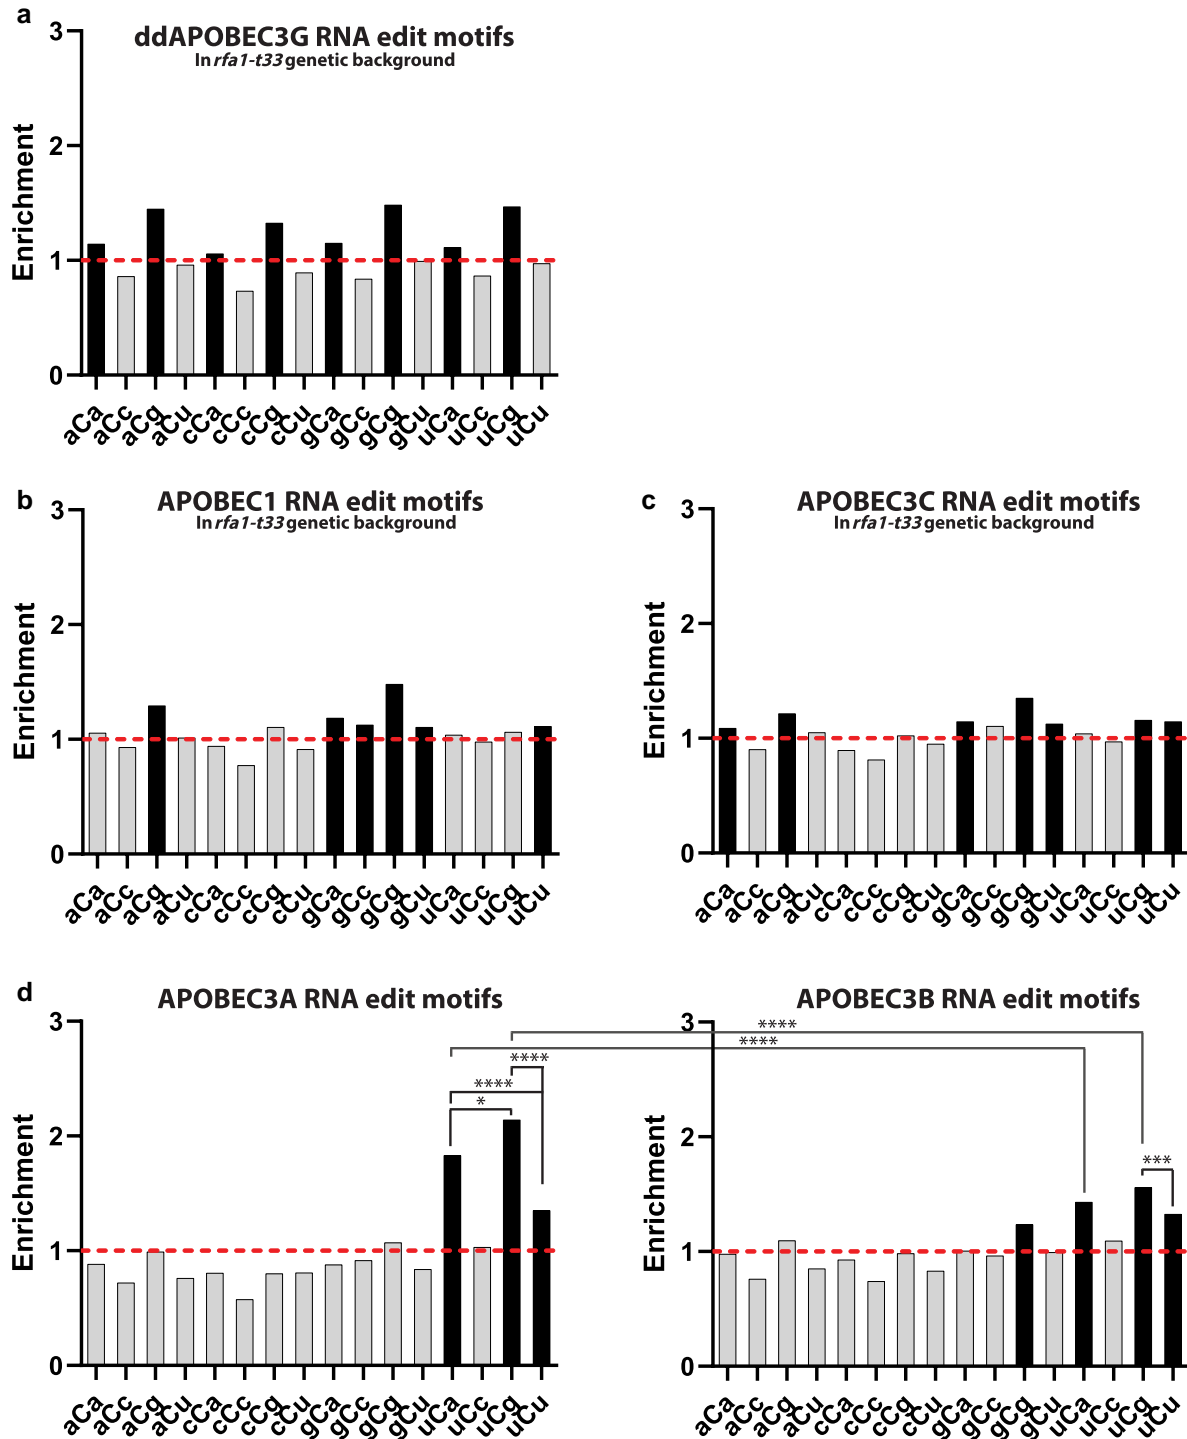 a
ddAPOBEC3G RNA edit motifs
In rfa1-t33 genetic background
Enrichment
3
2
1
0
aCa aCc aCg aCu cCa cCc cCg cCu gCa gCc gCg gCu uCa uCc uCg uCu
b
APOBEC1 RNA edit motifs
In rfa1-t33 genetic background
Enrichment
3
2
1
0
aCa aCc aCg aCu cCa cCc cCg cCu gCa gCc gCg gCu uCa uCc uCg uCu
c
APOBEC3C RNA edit motifs
In rfa1-t33 genetic background
Enrichment
3
2
1
0
aCa aCc aCg aCu cCa cCc cCg cCu gCa gCc gCg gCu uCa uCc uCg uCu
d
APOBEC3A RNA edit motifs
Enrichment
3
2
1
0
****
****
****
****
*
aCa aCc aCg aCu cCa cCc cCg cCu gCa gCc gCg gCu uCa uCc uCg uCu
APOBEC3B RNA edit motifs
Enrichment
3
2
1
0
***
aCa aCc aCg aCu cCa cCc cCg cCu gCa gCc gCg gCu uCa uCc uCg uCu